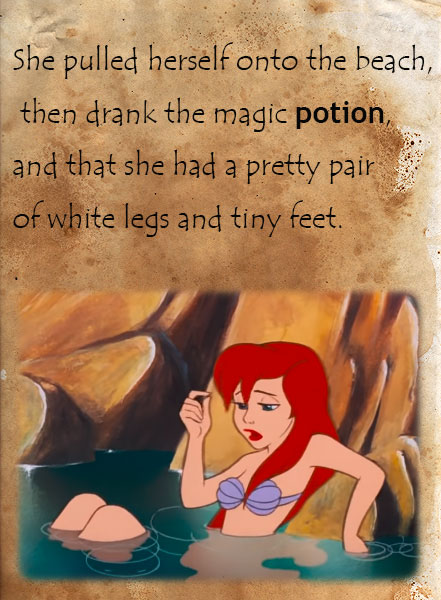 She pulled herself onto the beach,
then drank the magic potion,
and that she had a pretty pair
of white legs and tiny feet.
.